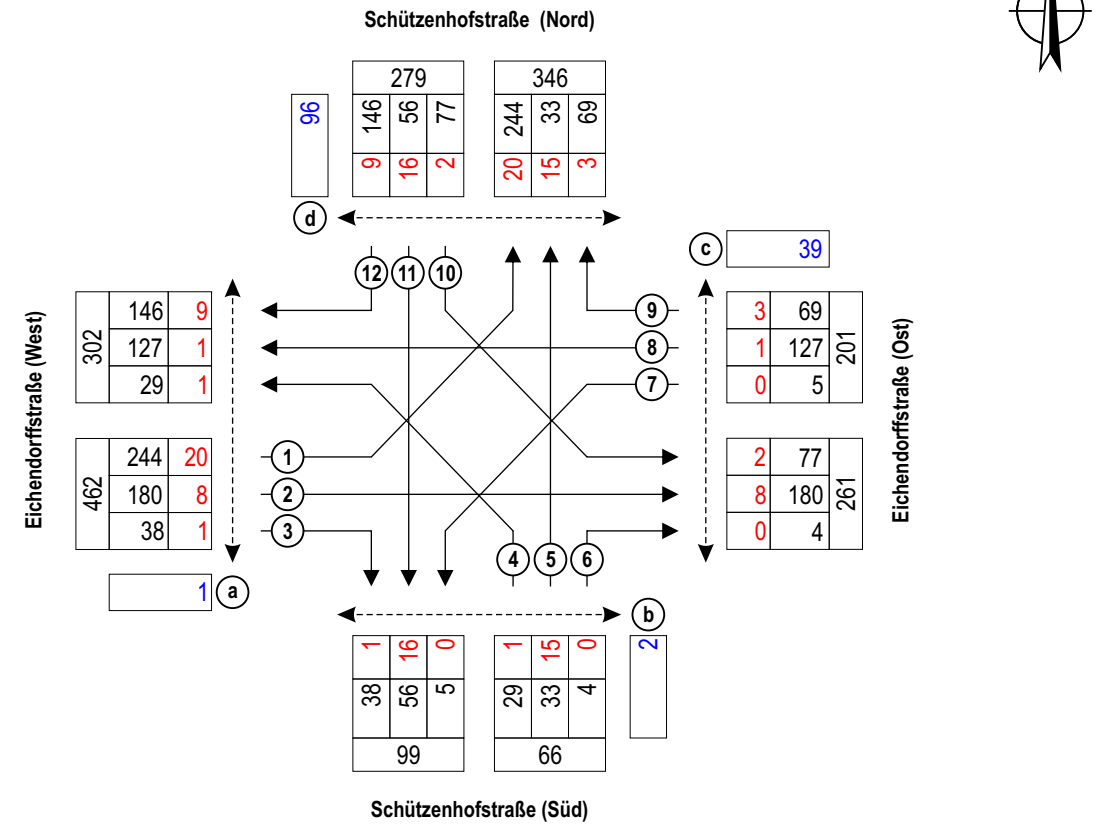 Schützenhofstraße (Nord)
279
346
96
146 56 77
244 33 69
9 16 2
20 15 3
d
c
39
12 11 10
Eichendorffstraße (West)
302
146 9
127 1
29 1
9
8
7
3 69
1 127
0 5
201
Eichendorffstraße (Ost)
462
244 20
180 8
38 1
1
2
3
2 77
8 180
0 4
261
4 5 6
1
a
b
1 16 0
1 15 0
2
38 56 5
29 33 4
99
66
Schützenhofstraße (Süd)